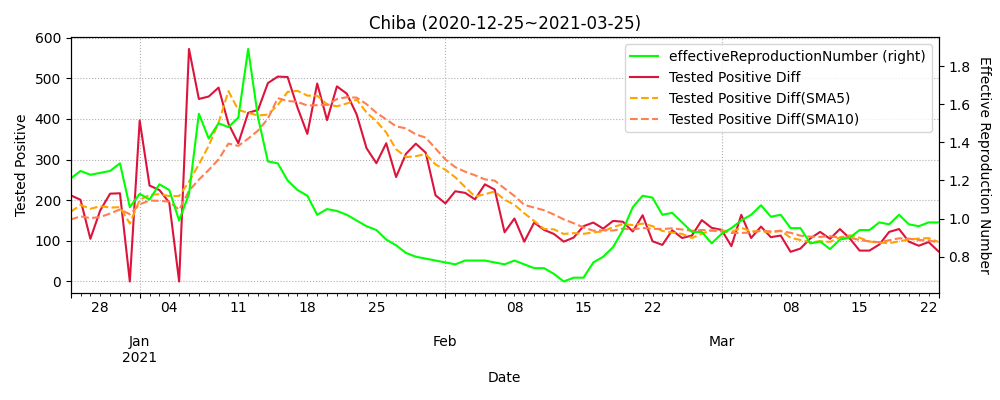 Chiba (2020-12-25~2021-03-25)
effectiveReproductionNumber (right)
Tested Positive Diff
Tested Positive Diff(SMA5)
Tested Positive Diff(SMA10)
Tested Positive
600
500
400
300
200
100
0
1.8
1.6
1.4
1.2
1.0
0.8
Effective Reproduction Number
28 04 11 18 25 08 15 22 08 15 22
Jan Feb Mar
2021
Date